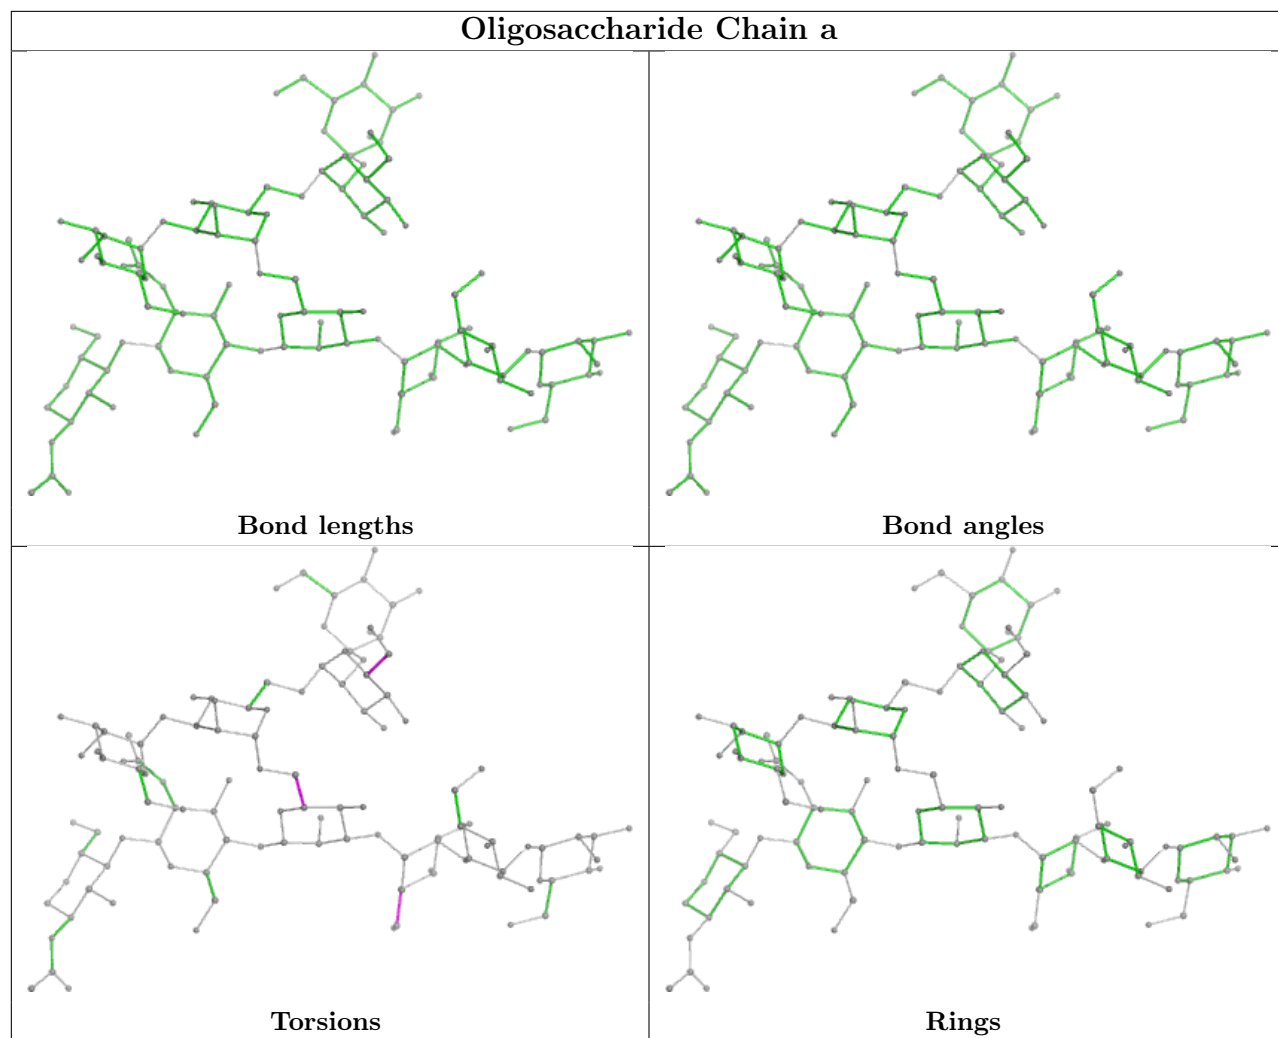 Oligosaccharide Chain a
Bond lengths
Bond angles
Torsions
Rings